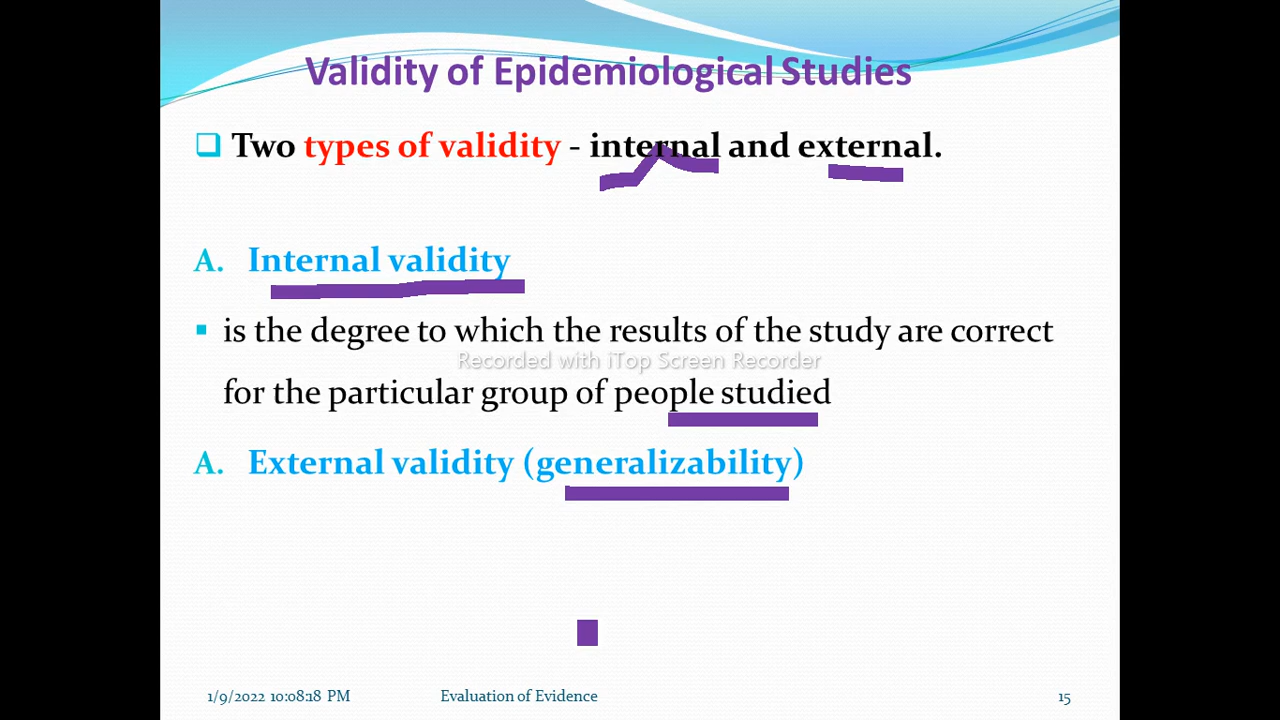 Validity of Epidemiological Studies
Two types of validity - internal and external.
A. Internal validity
is the degree to which the results of the study are correct
Recorded with iTop Screen Recorder
for the particular group of people studied
A. External validity (generalizability)
1/9/2022 10:08:18 PM Evaluation of Evidence 15